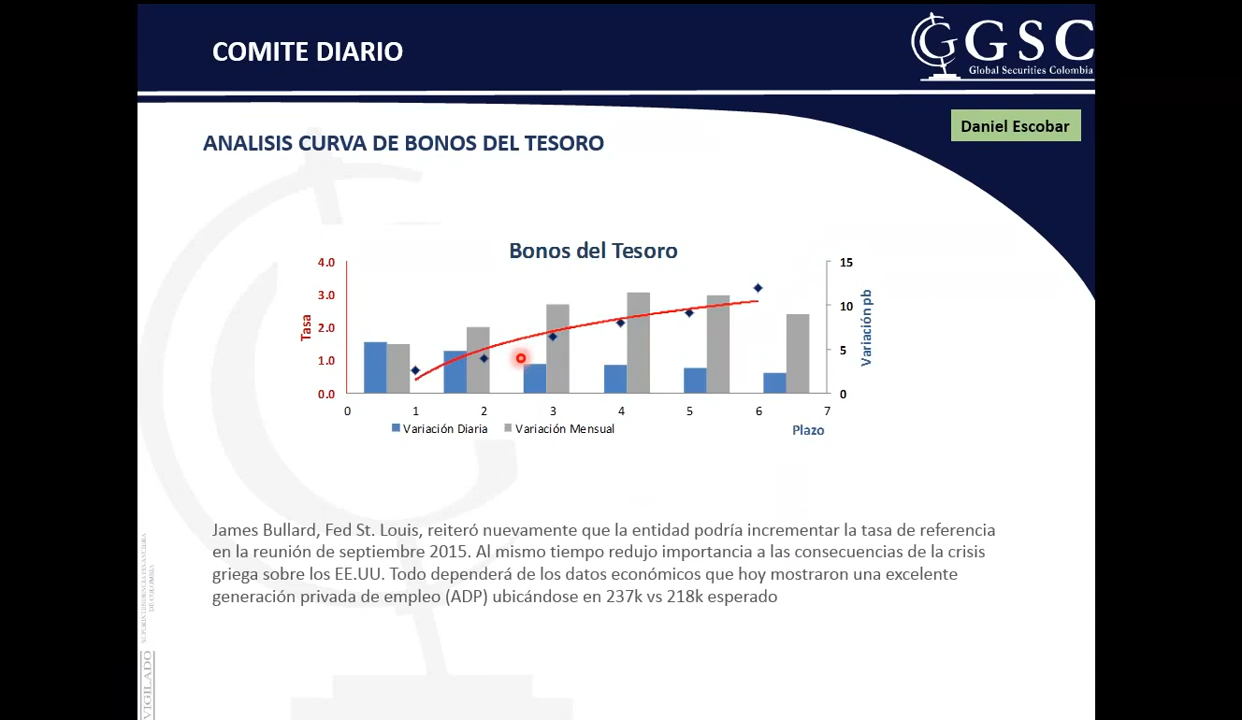 COMITE DIARIO
GSC
Global Securities Colombia
Daniel Escobar
ANALISIS CURVA DE BONOS DEL TESORO
Bonos del Tesoro
4.0
3.0
2.0
1.0
0.0
Tasa
15
10
5
0
Variación pb
0 1 2 3 4 5 6 7
Variación Diaria Variación Mensual
Plazo
James Bullard, Fed St. Louis, reiteró nuevamente que la entidad podría incrementar la tasa de referencia
en la reunión de septiembre 2015. Al mismo tiempo redujo importancia a las consecuencias de la crisis
griega sobre los EE.UU. Todo dependerá de los datos económicos que hoy mostraron una excelente
generación privada de empleo (ADP) ubicándose en 237k vs 218k esperado
VIGILADO
SUPERINTENDENCIA FINANCIERA
DE COLOMBIA